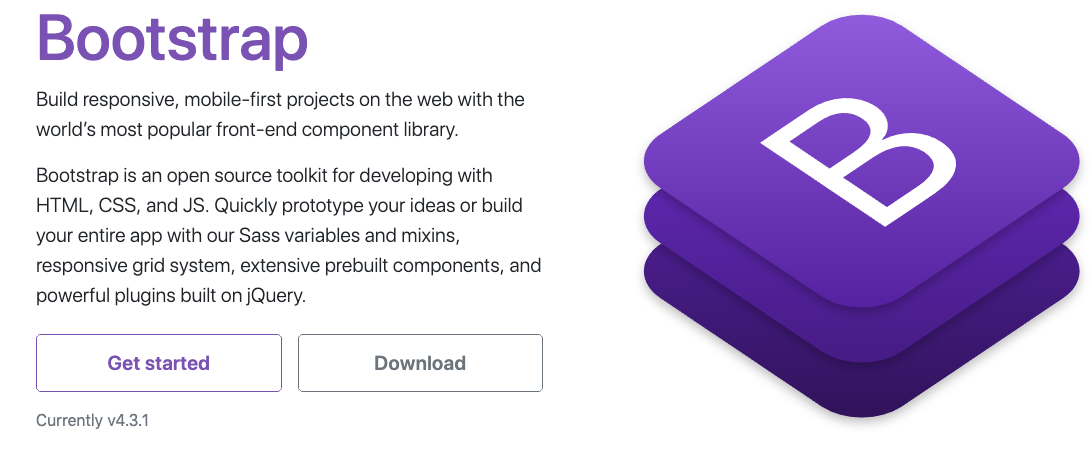 Bootstrap
Build responsive, mobile-first projects on the web with the
world’s most popular front-end component library.
Bootstrap is an open source toolkit for developing with
HTML, CSS, and JS. Quickly prototype your ideas or build
your entire app with our Sass variables and mixins,
responsive grid system, extensive prebuilt components, and
powerful plugins built on jQuery.
Get started
Download
Currently v4.3.1
B